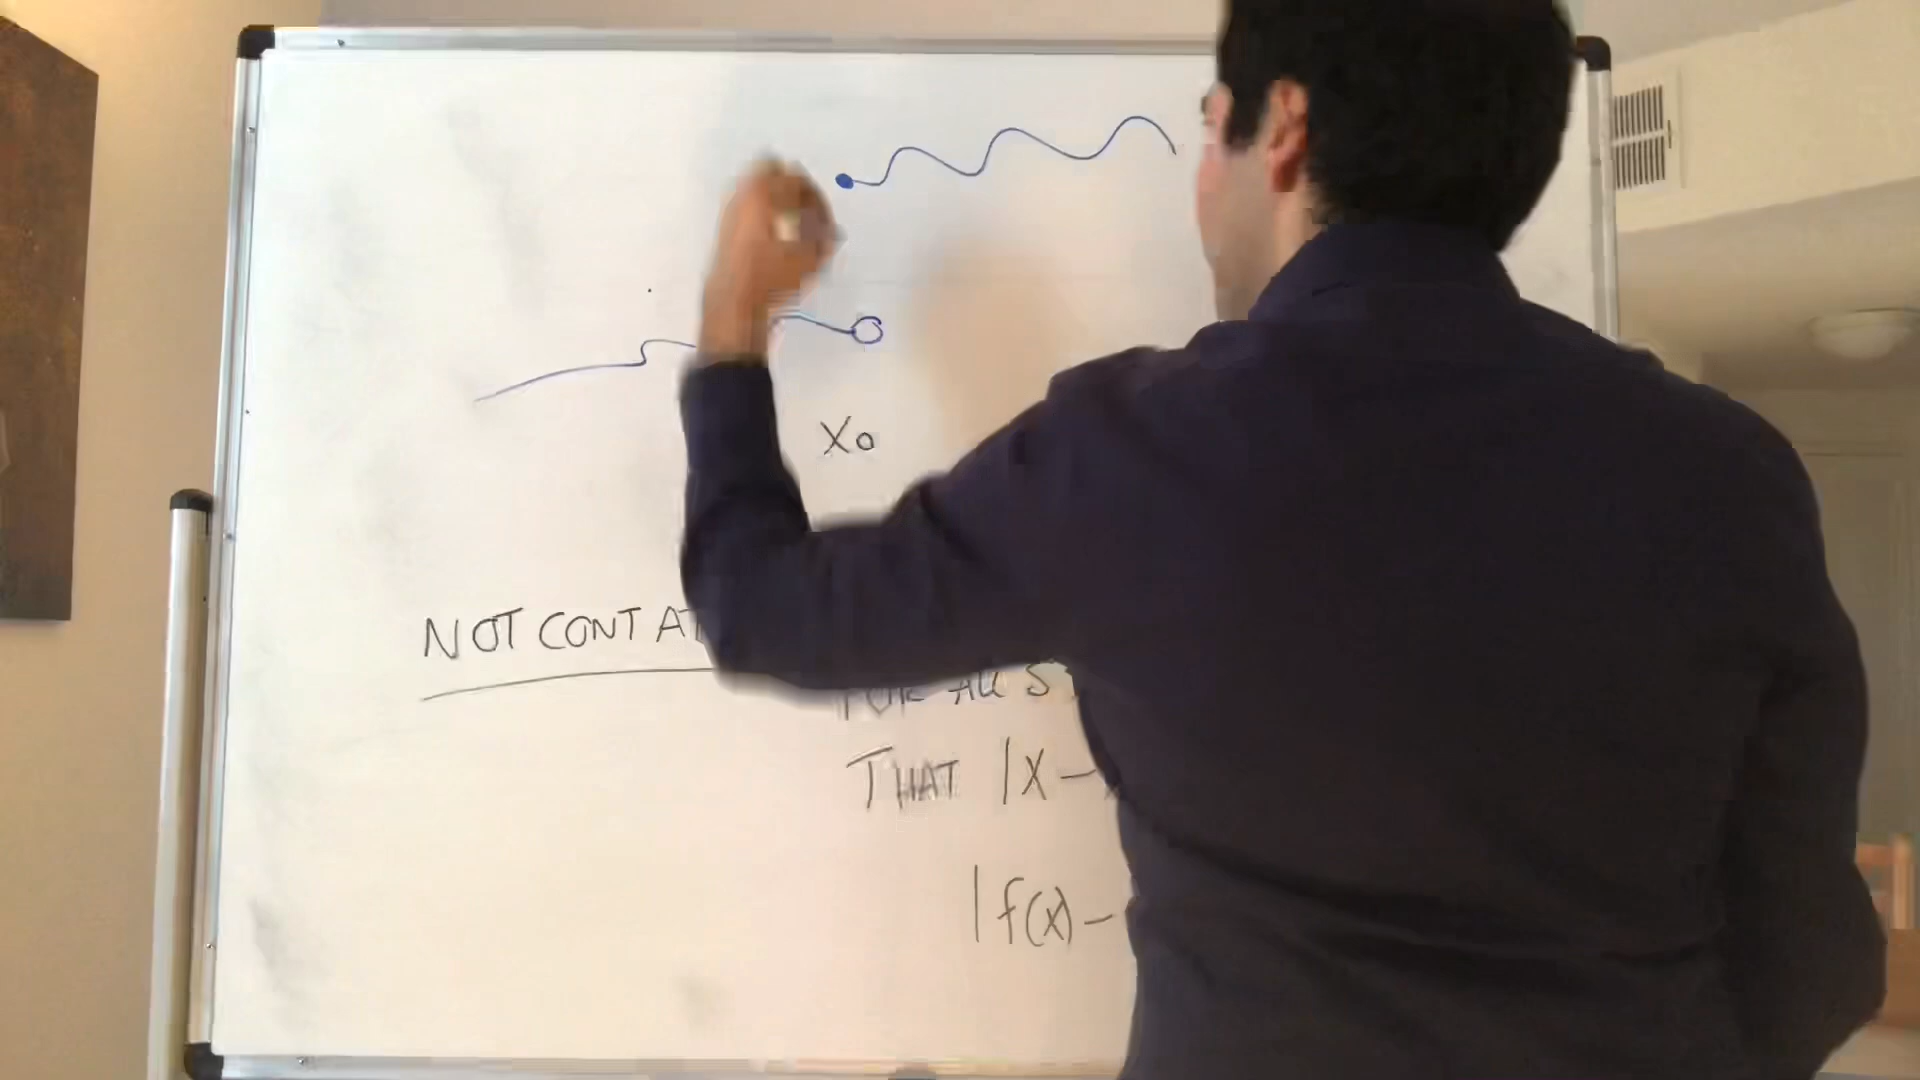 Xo
NOT CONT AT
FOR ALL
THAT |X-
|f(x)-